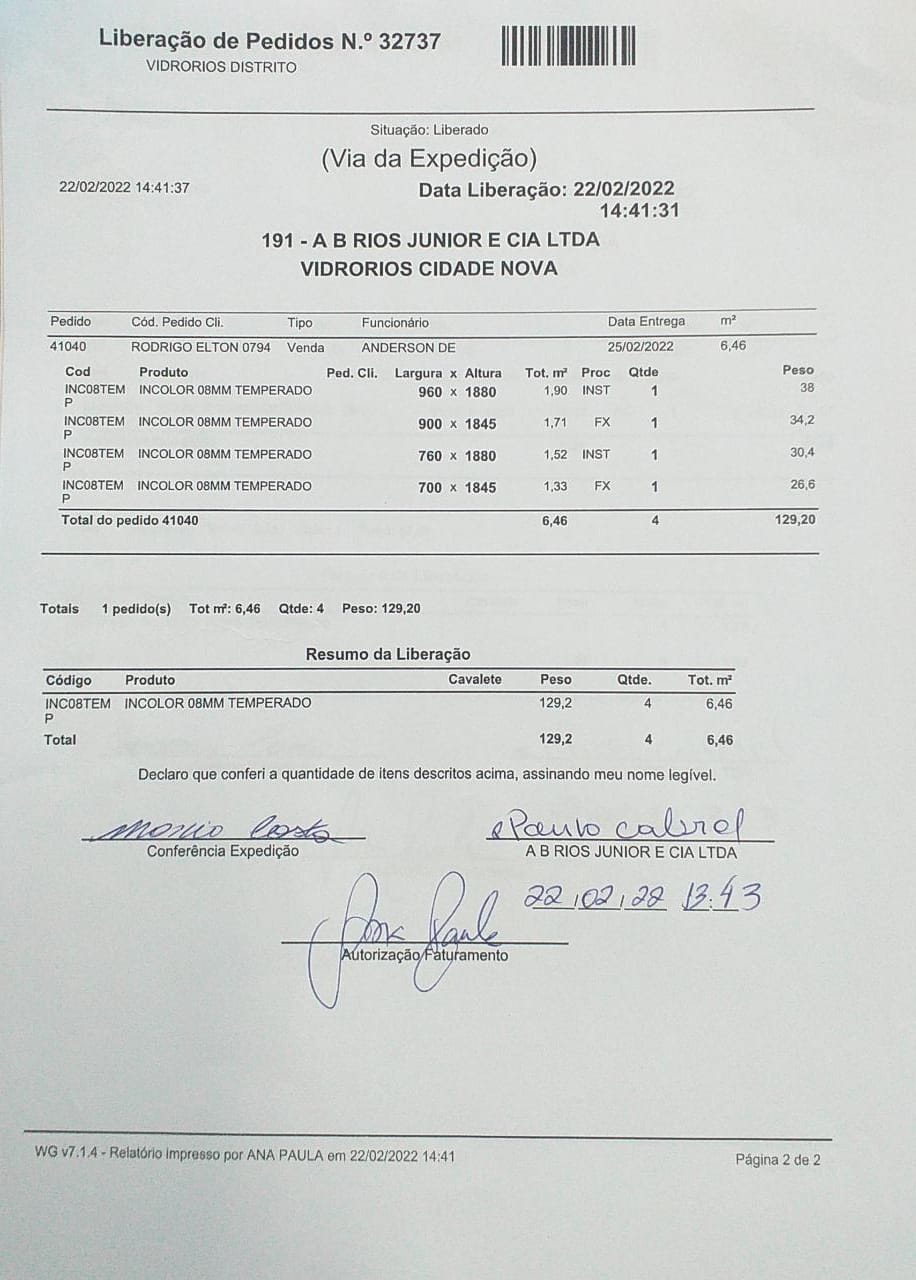 Liberação de Pedidos N.º 32737
VIDRORIOS DISTRITO
Situação: Liberado
(Via da Expedição)
22/02/2022 14:41:37 Data Liberação: 22/02/2022
14:41:31
191 - A B RIOS JUNIOR E CIA LTDA
VIDRORIOS CIDADE NOVA
Pedido Cód. Pedido Cli. Tipo Funcionário Data Entrega m²
41040 RODRIGO ELTON 0794 Venda ANDERSON DE 25/02/2022 6,46
Cod Produto Ped. Cli. Largura x Altura Tot. m² Proc Qtde Peso
INC08TEM INCOLOR 08MM TEMPERADO 960 x 1880 1,90 INST 1 38
P
INC08TEM INCOLOR 08MM TEMPERADO 900 x 1845 1,71 FX 1 34,2
P
INC08TEM INCOLOR 08MM TEMPERADO 760 x 1880 1,52 INST 1 30,4
P
INC08TEM INCOLOR 08MM TEMPERADO 700 x 1845 1,33 FX 1 26,6
P
Total do pedido 41040 6,46 4 129,20
Totais 1 pedido(s) Tot m²: 6,46 Qtde: 4 Peso: 129,20
Resumo da Liberação
Código Produto Cavalete Peso Qtde. Tot. m²
INC08TEM INCOLOR 08MM TEMPERADO 129,2 4 6,46
P
Total 129,2 4 6,46
Declaro que conferi a quantidade de itens descritos acima, assinando meu nome legível.
Marcio Costa Paulo Cabral
Conferência Expedição A B RIOS JUNIOR E CIA LTDA
22/02/22 13:43
Ana Paula
Autorização Faturamento
WG v7.1.4 - Relatório impresso por ANA PAULA em 22/02/2022 14:41
Página 2 de 2